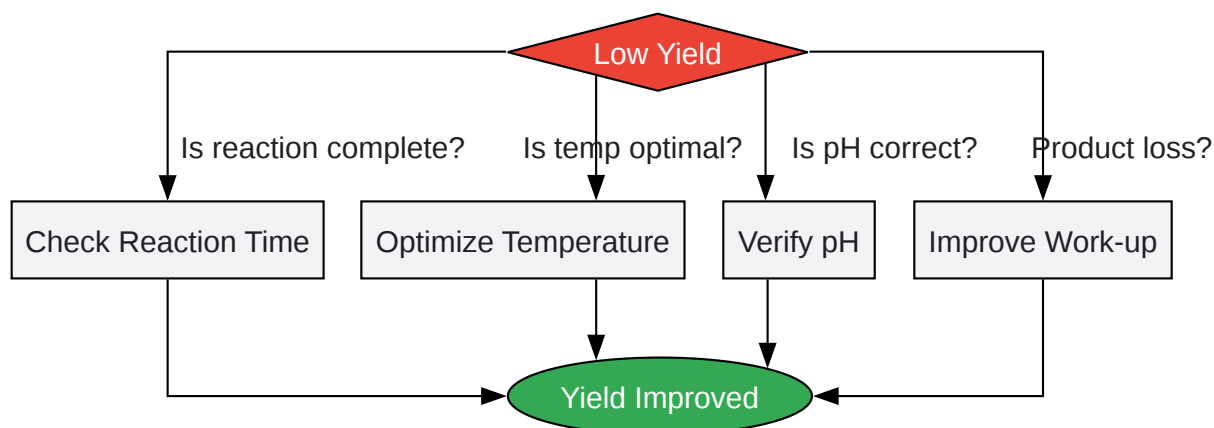 Low Yield
Is reaction complete?
Is temp optimal?
Is pH correct?
Product loss?
Check Reaction Time
Optimize Temperature
Verify pH
Improve Work-up
Yield Improved